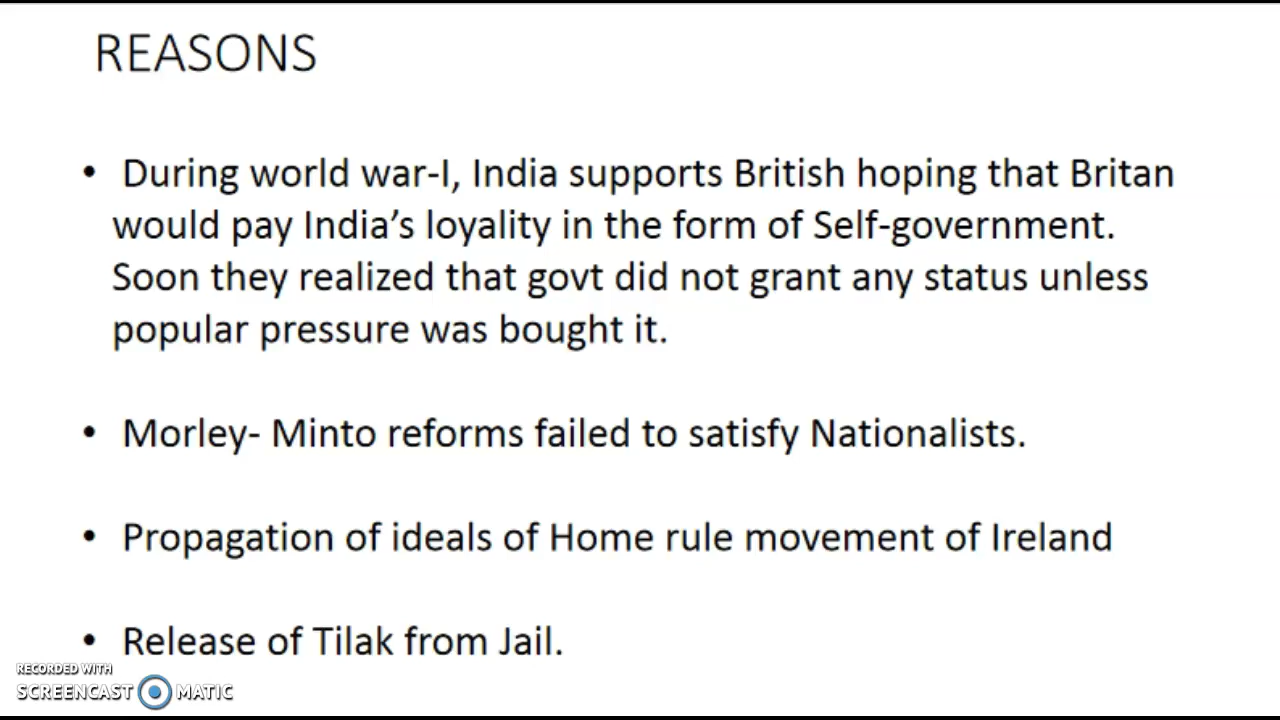 REASONS
• During world war-I, India supports British hoping that Britan
would pay India’s loyality in the form of Self-government.
Soon they realized that govt did not grant any status unless
popular pressure was bought it.
• Morley- Minto reforms failed to satisfy Nationalists.
• Propagation of ideals of Home rule movement of Ireland
• Release of Tilak from Jail.
RECORDED WITH
SCREENCAST MATIC